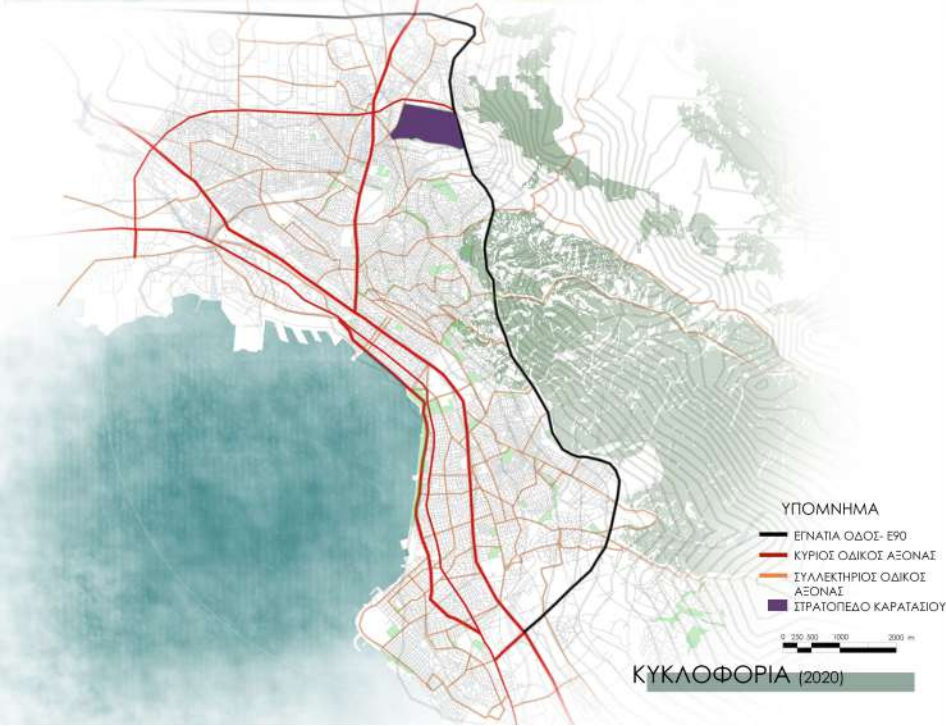 ΥΠΟΜΝΗΜΑ
ΕΓΝΑΤΙΑ ΟΔΟΣ- Ε90
ΚΥΡΙΟΣ ΟΔΙΚΟΣ ΑΞΟΝΑΣ
ΣΥΛΛΕΚΤΗΡΙΟΣ ΟΔΙΚΟΣ
ΑΞΟΝΑΣ
ΣΤΡΑΤΟΠΕΔΟ ΚΑΡΑΤΑΣΙΟΥ
0 250 500 1000 2000 m
ΚΥΚΛΟΦΟΡΙΑ (2020)